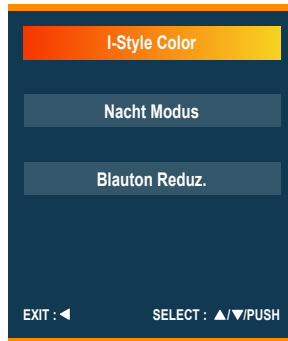 I-Style Color
Nacht Modus
Blauton Reduz.
EXIT : ◀ SELECT : ▲/▼/PUSH